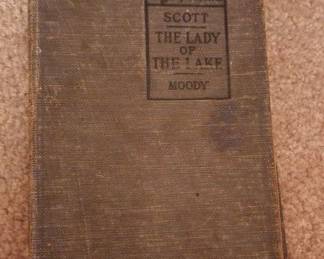 SCOTT
THE LADY
OF
THE LAKE
MOODY